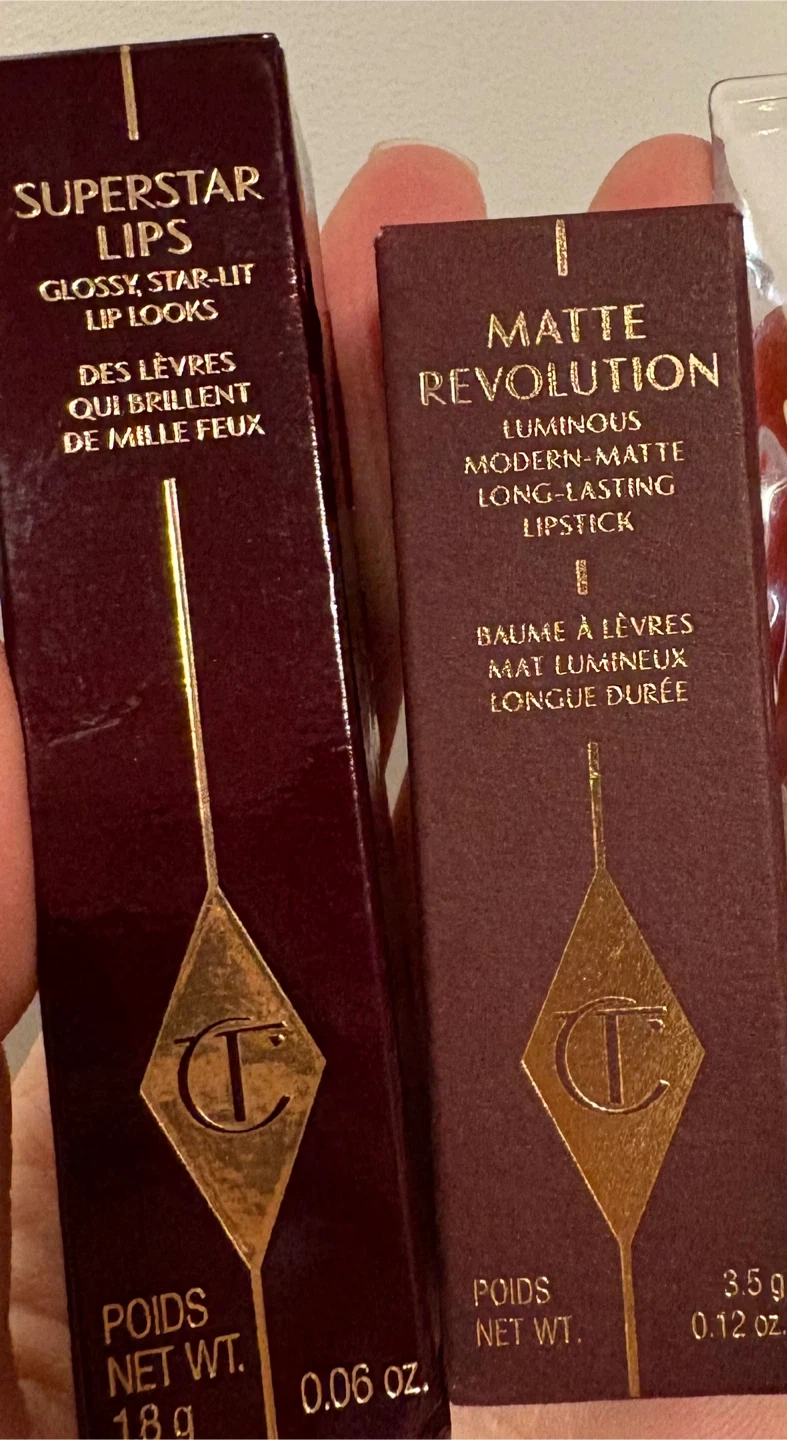 SUPERSTAR
LIPS
GLOSSY, STAR-LIT
LIP LOOKS
DES LÈVRES
QUI BRILLENT
DE MILLE FEUX
CT
POIDS
NET WT.
1.8 g
0.06 oz.
MATTE
REVOLUTION
LUMINOUS
MODERN-MATTE
LONG-LASTING
LIPSTICK
BAUME À LÈVRES
MAT LUMINEUX
LONGUE DURÉE
CT
POIDS 3.5 g
NET WT. 0.12 oz.